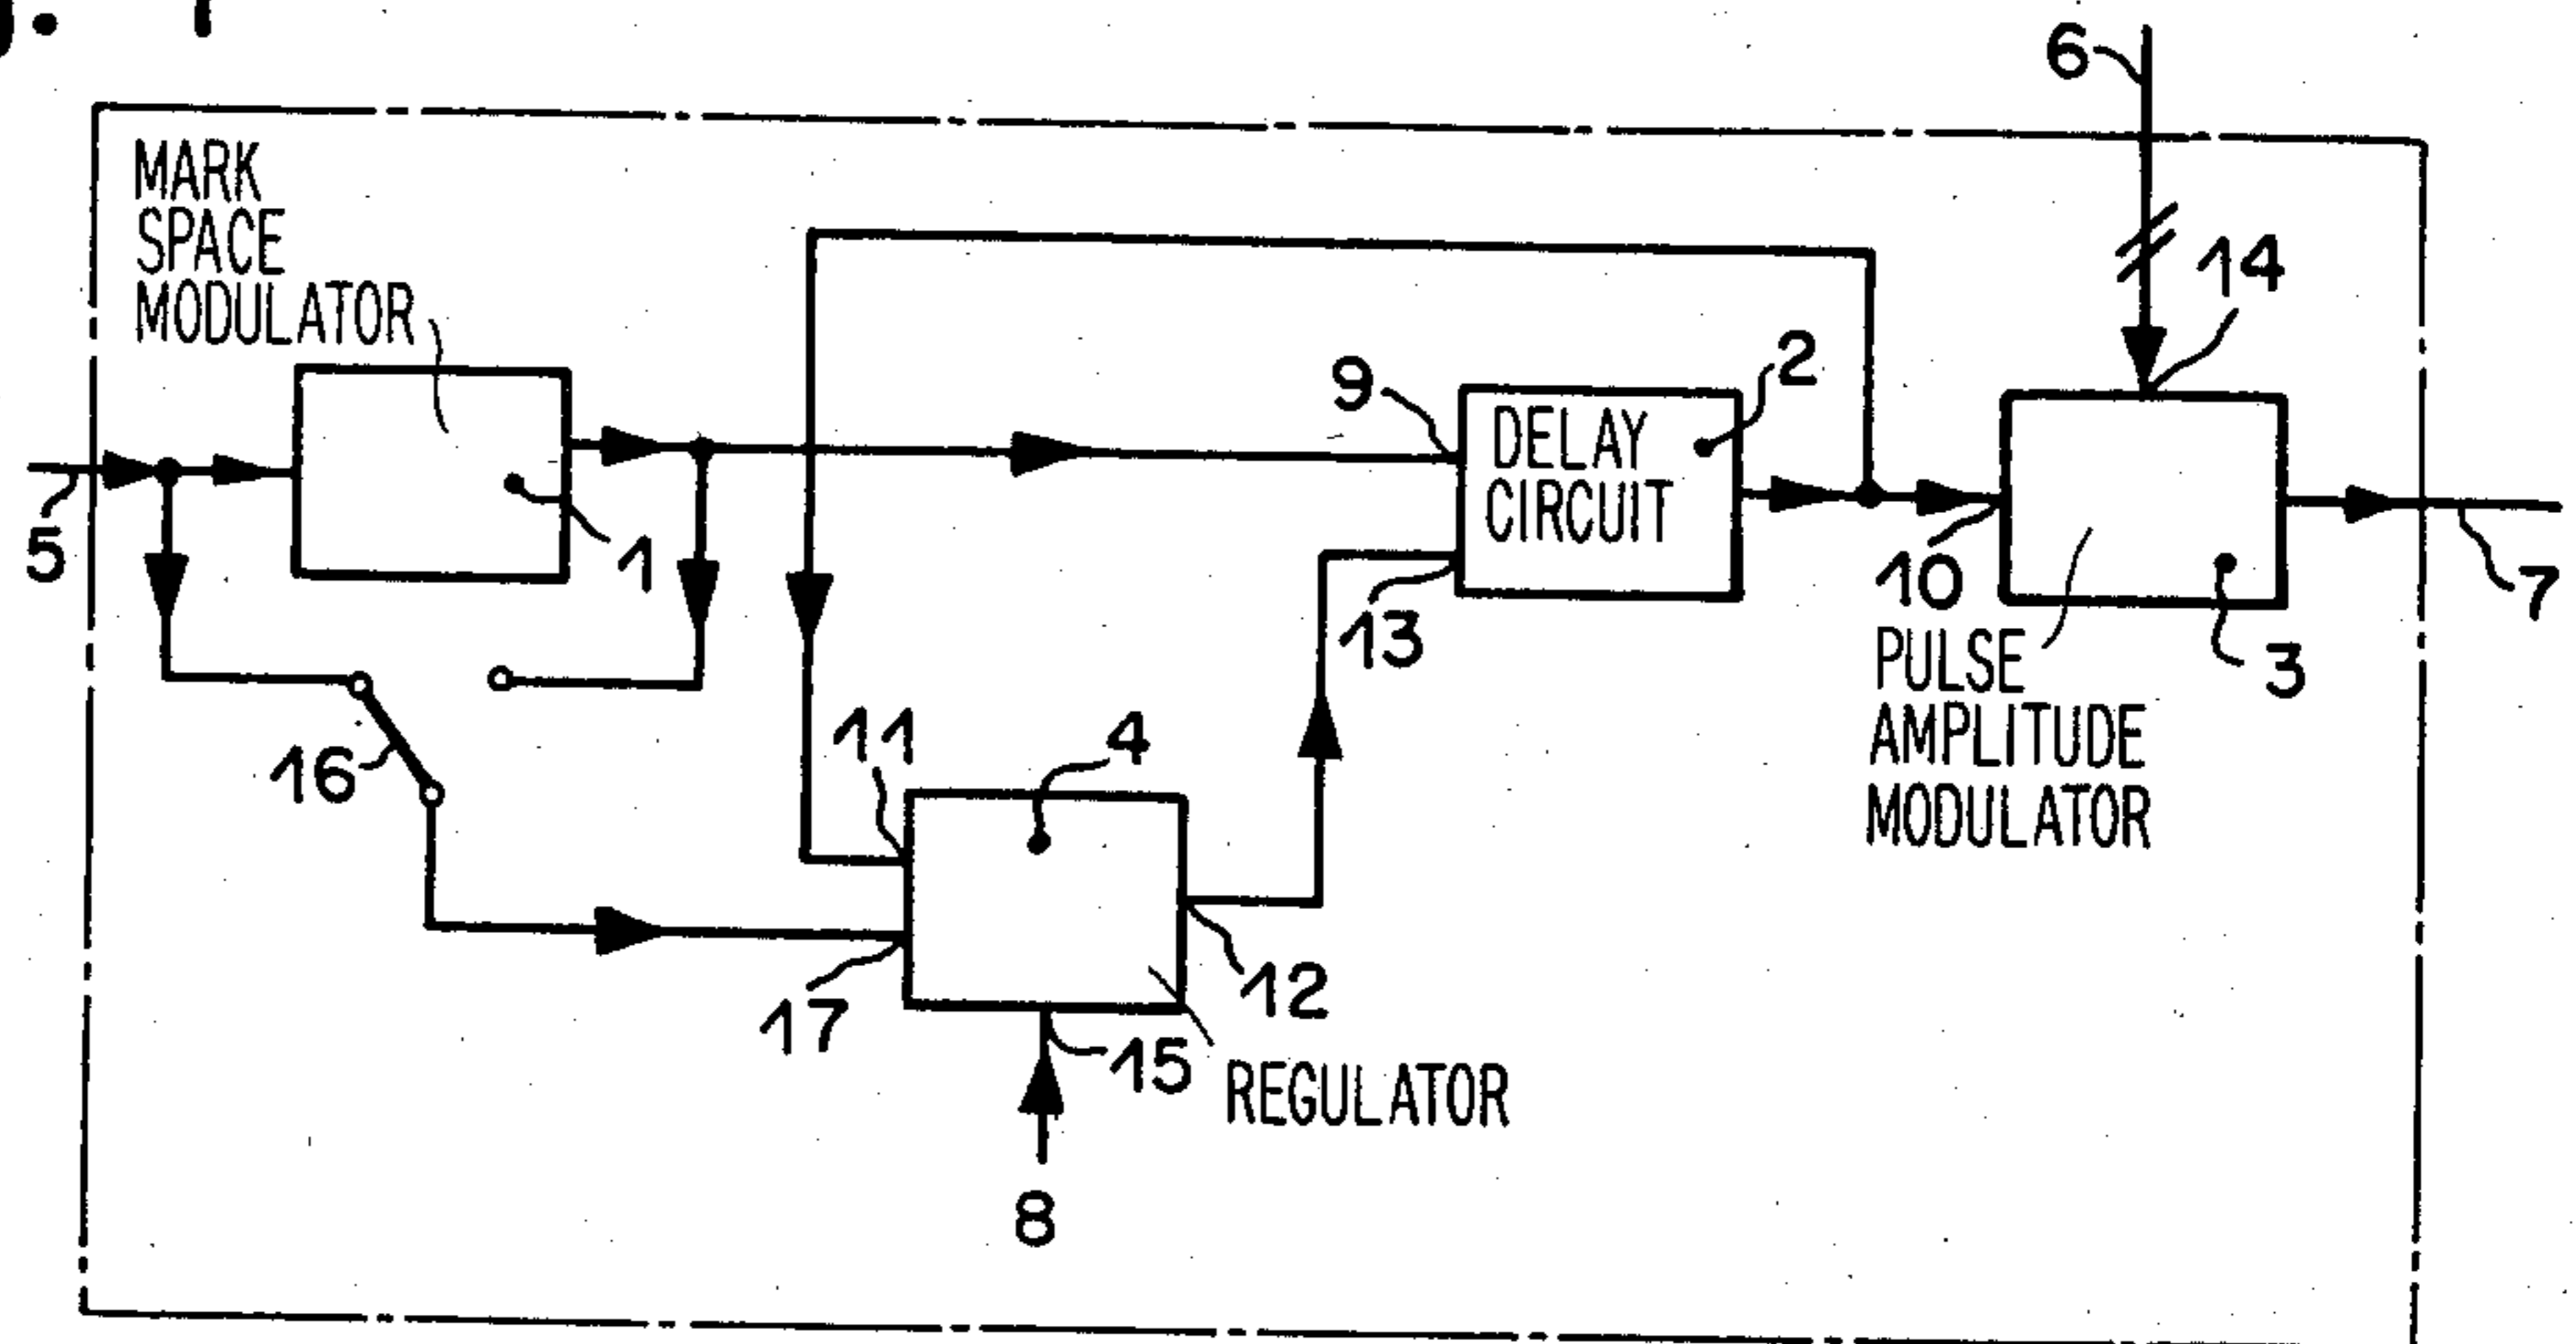 6
MARK
SPACE
MODULATOR
14
2
9
DELAY
CIRCUIT
5
1
10
7
13
PULSE
AMPLITUDE
MODULATOR
3
11
4
16
12
17
15
REGULATOR
8